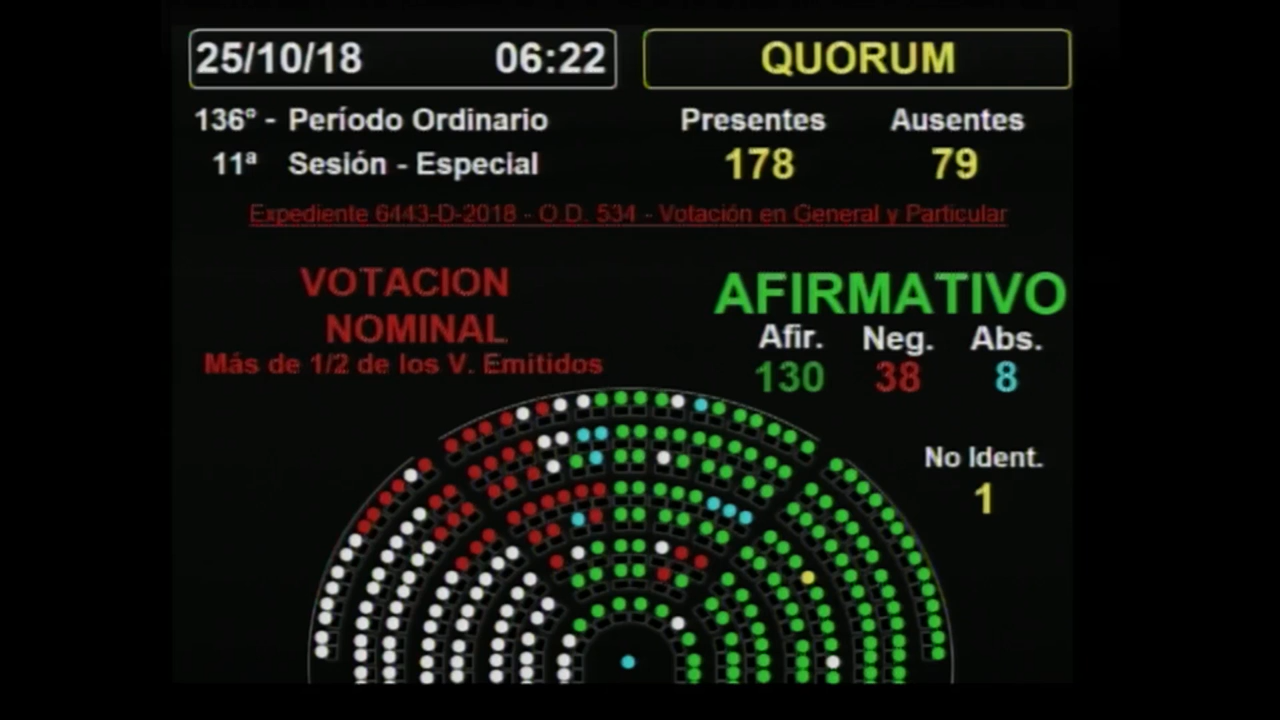 25/10/18 06:22 QUORUM
136º - Período Ordinario
Presentes Ausentes
11ª Sesión - Especial
178 79
Expediente 6443-D-2018 - O.D. 534 - Votación en General y Particular
VOTACION
NOMINAL
Más de 1/2 de los V. Emitidos
AFIRMATIVO
Afir. Neg. Abs.
130 38 8
No Ident.
1